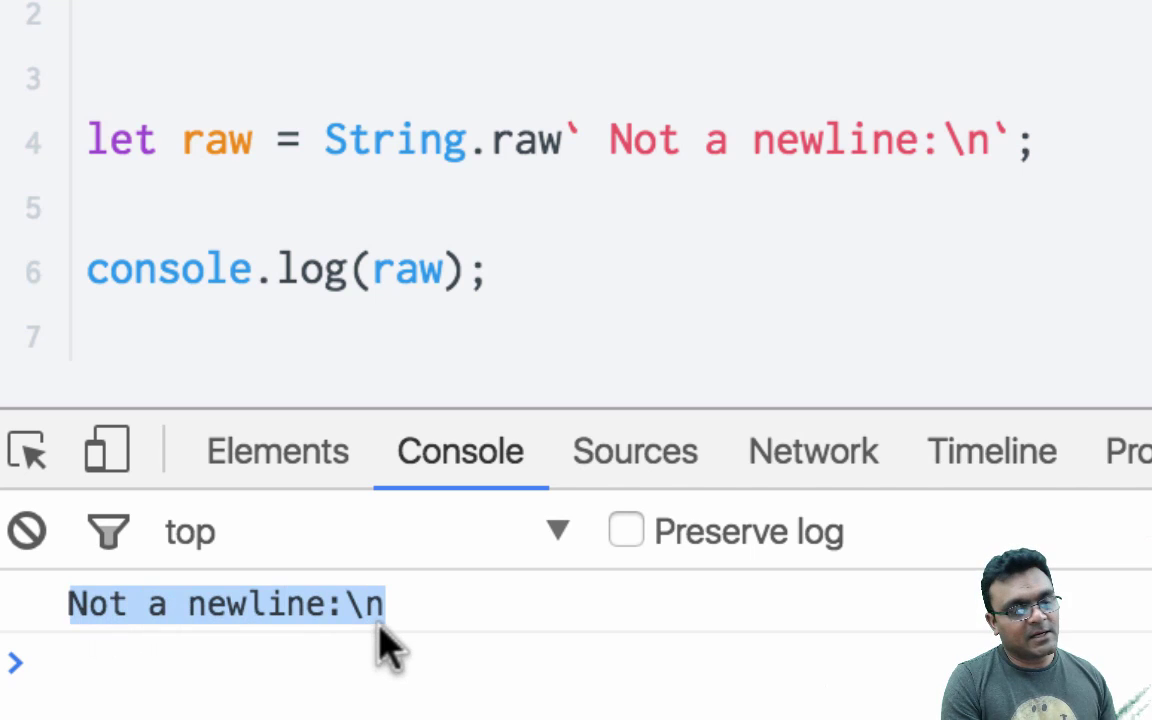 2
3
4 let raw = String.raw` Not a newline:\n`;
5
6 console.log(raw);
7
Elements Console Sources Network Timeline Pro
top ▼ Preserve log
Not a newline:\n
>